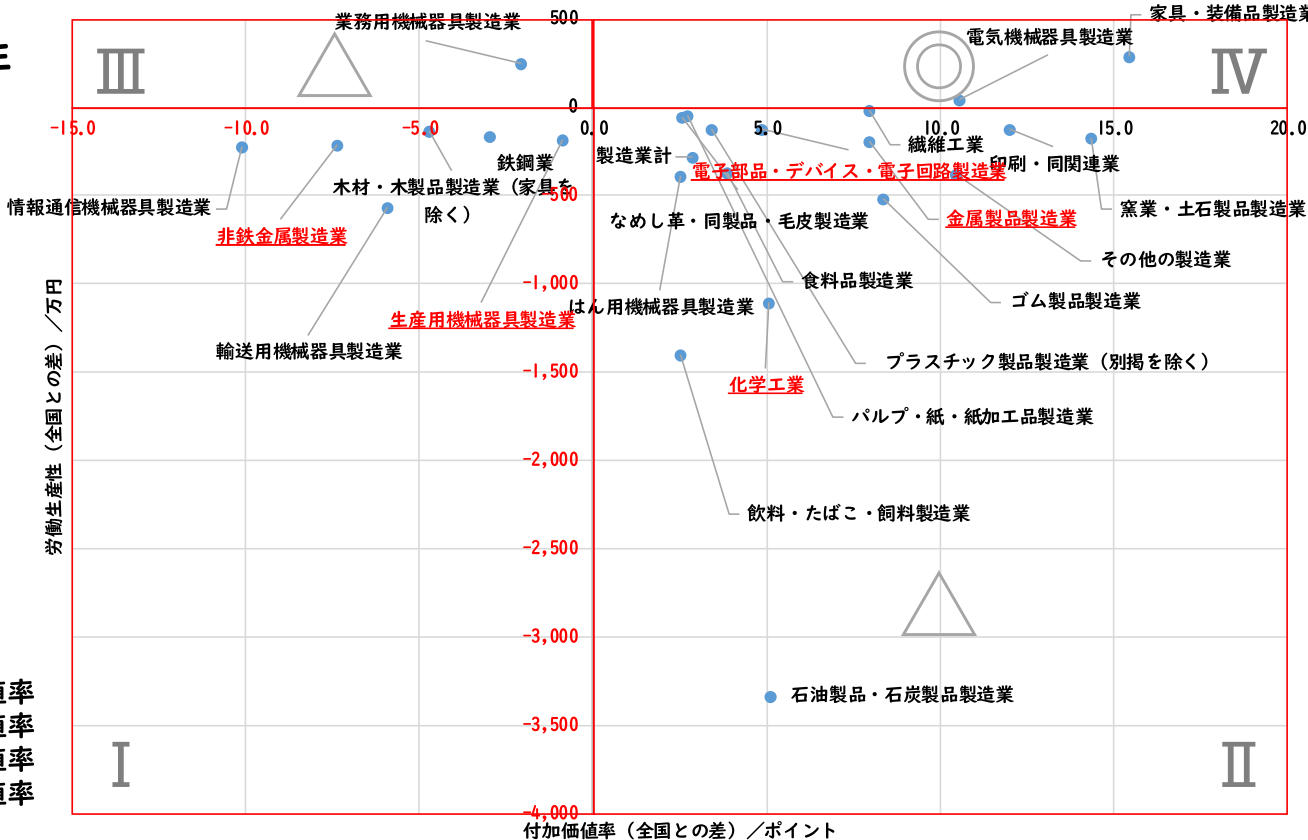 業務用機械器具製造業
500
家具・装備品製造業
電気機械器具製造業
Ⅲ
Ⅳ
0
-15.0
-10.0
-5.0
0.0
5.0
10.0
15.0
20.0
鉄鋼業
製造業計
繊維工業
印刷・同関連業
電子部品・デバイス・電子回路製造業
木材・木製品製造業（家具を
除く）
-500
情報通信機械器具製造業
非鉄金属製造業
なめし革・同製品・毛皮製造業
金属製品製造業
窯業・土石製品製造業
その他の製造業
-1,000
食料品製造業
はん用機械器具製造業
ゴム製品製造業
生産用機械器具製造業
輸送用機械器具製造業
-1,500
プラスチック製品製造業（別掲を除く）
化学工業
パルプ・紙・紙加工品製造業
労働生産性（全国との差）／万円
-2,000
飲料・たばこ・飼料製造業
-2,500
-3,000
石油製品・石炭製品製造業
値率
-3,500
値率
値率
Ⅰ
Ⅱ
値率
-4,000
付加価値率（全国との差）／ポイント